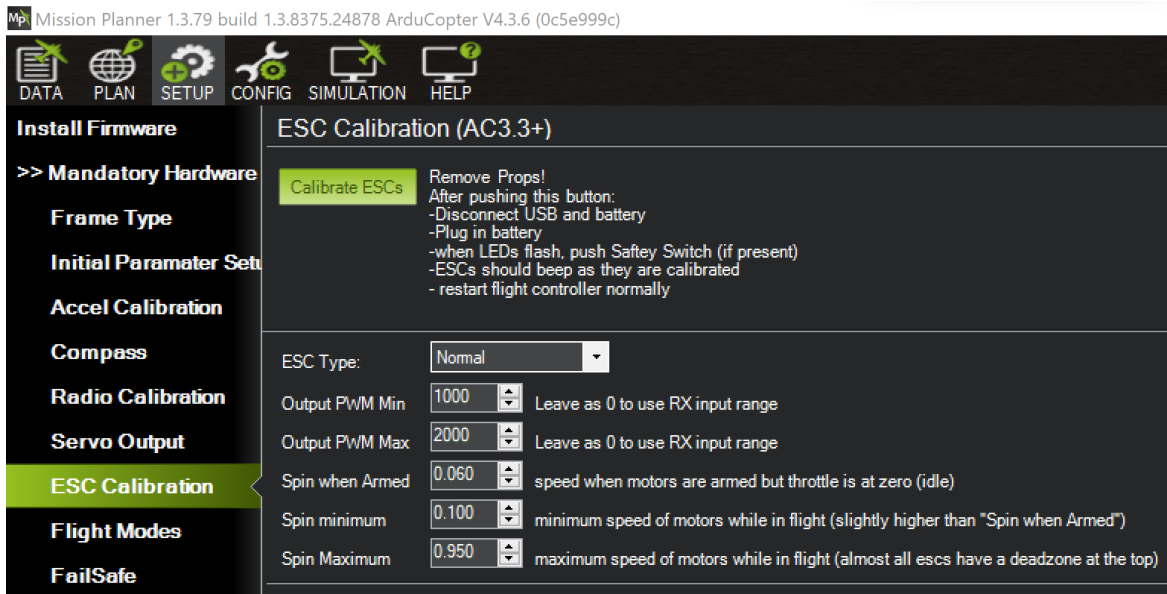 Mission Planner 1.3.79 build 1.3.8375.24878 ArduCopter V4.3.6 (0c5e999c)
DATA PLAN SETUP CONFIG SIMULATION HELP
Install Firmware
>> Mandatory Hardware
Frame Type
Initial Paramater Setu
Accel Calibration
Compass
Radio Calibration
Servo Output
ESC Calibration
Flight Modes
FailSafe
ESC Calibration (AC3.3+)
Calibrate ESCs
Remove Props!
After pushing this button:
-Disconnect USB and battery
-Plug in battery
-when LEDs flash, push Saftey Switch (if present)
-ESCs should beep as they are calibrated
- restart flight controller normally
ESC Type: Normal
Output PWM Min 1000 Leave as 0 to use RX input range
Output PWM Max 2000 Leave as 0 to use RX input range
Spin when Armed 0.060 speed when motors are armed but throttle is at zero (idle)
Spin minimum 0.100 minimum speed of motors while in flight (slightly higher than "Spin when Armed")
Spin Maximum 0.950 maximum speed of motors while in flight (almost all escs have a deadzone at the top)